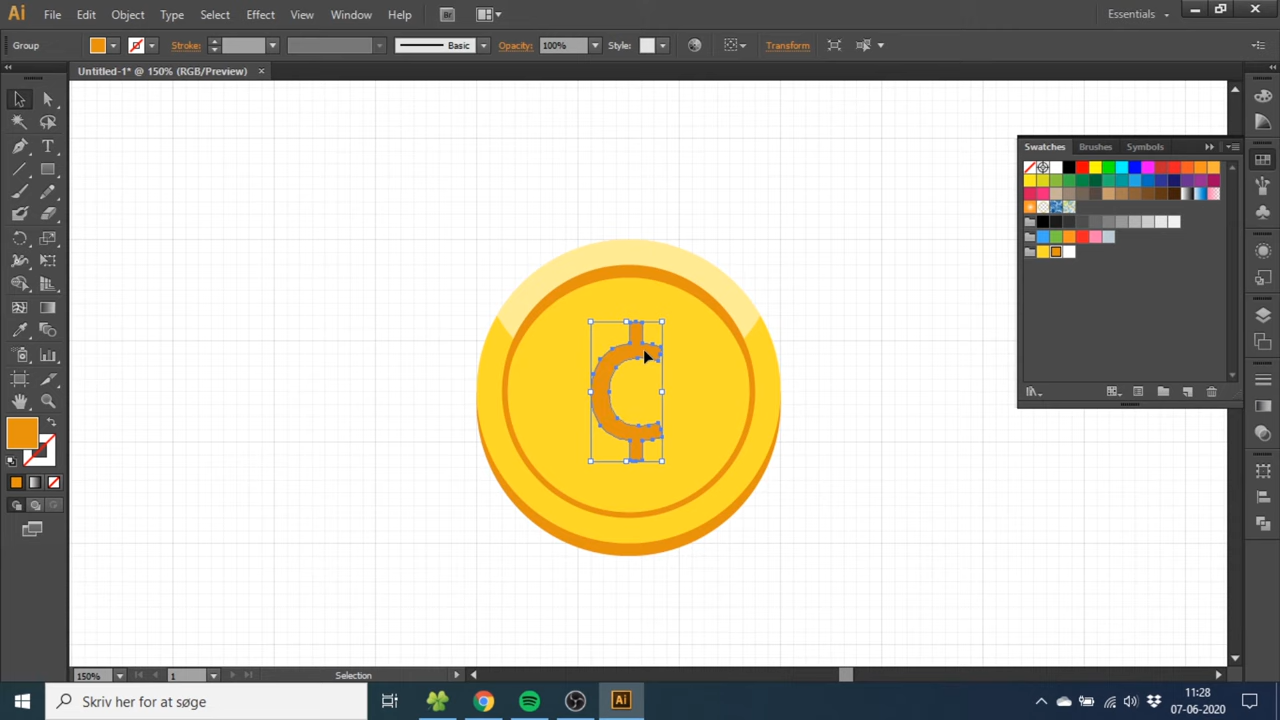 Ai File Edit Object Type Select Effect View Window Help Br Essentials
Group Stroke: Basic Opacity: 100% Style: Transform
Untitled-1* @ 150% (RGB/Preview) ×
Swatches Brushes Symbols
T
¢
150% 1 Selection
Skriv her for at søge
Ai
11:28
07-06-2020